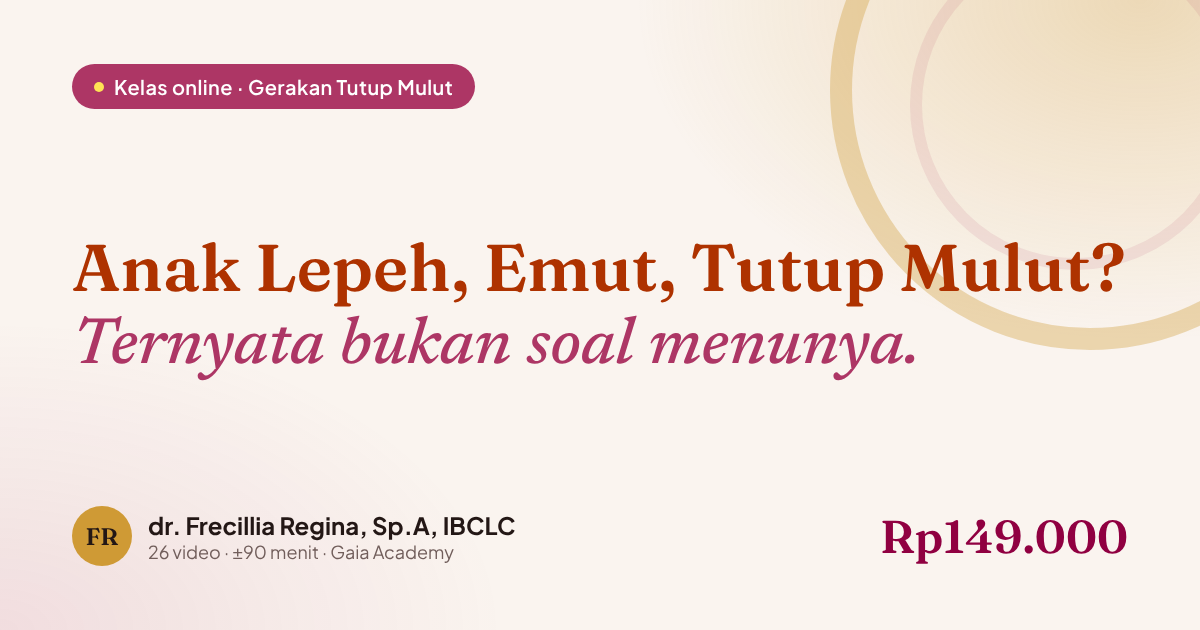 Kelas online · Gerakan Tutup Mulut
Anak Lepeh, Emut, Tutup Mulut?
Ternyata bukan soal menunya.
FR
dr. Frecillia Regina, Sp.A, IBCLC
26 video · ±90 menit · Gaia Academy
Rp149.000